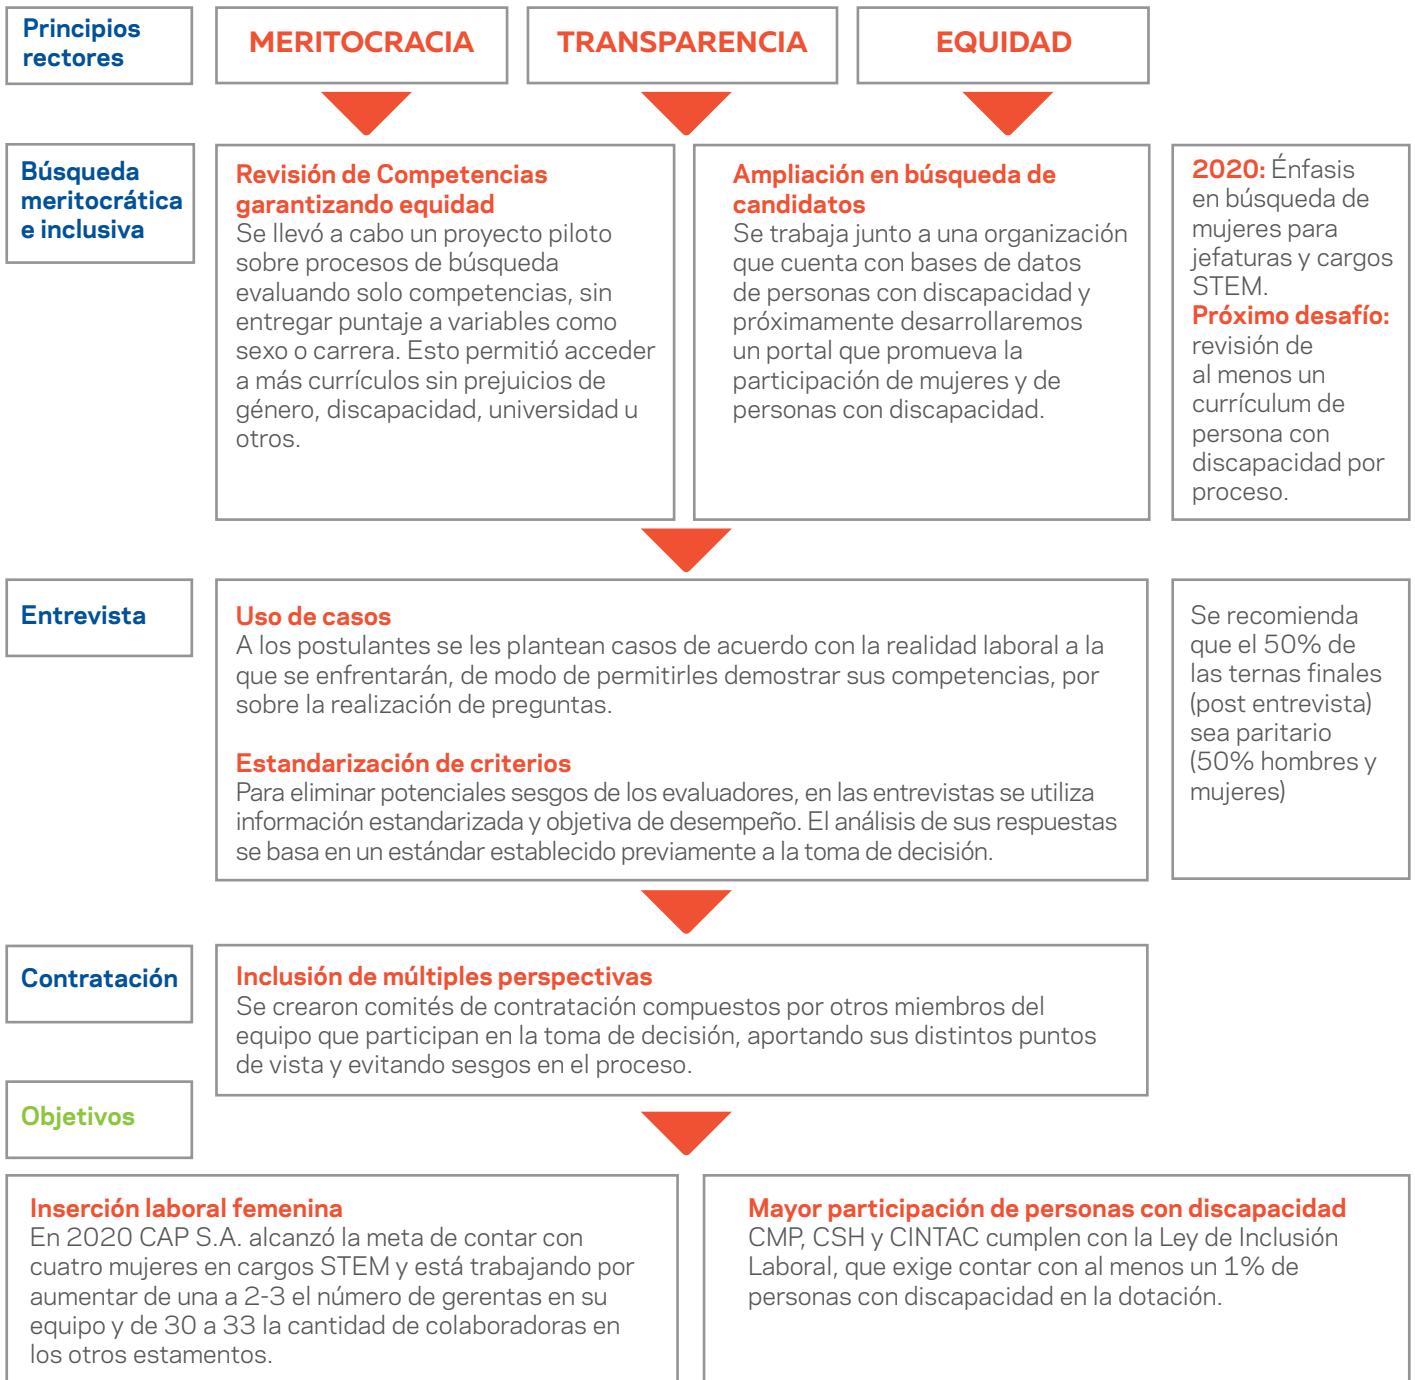 Principios
rectores
MERITOCRACIA
TRANSPARENCIA
EQUIDAD
Búsqueda
meritocrática
e inclusiva
Revisión de Competencias
garantizando equidad
Se llevó a cabo un proyecto piloto
sobre procesos de búsqueda
evaluando solo competencias, sin
entregar puntaje a variables como
sexo o carrera. Esto permitió acceder
a más currículos sin prejuicios de
género, discapacidad, universidad u
otros.
Ampliación en búsqueda de
candidatos
Se trabaja junto a una organización
que cuenta con bases de datos
de personas con discapacidad y
próximamente desarrollaremos
un portal que promueva la
participación de mujeres y de
personas con discapacidad.
2020: Énfasis
en búsqueda de
mujeres para
jefaturas y cargos
STEM.
Próximo desafío:
revisión de
al menos un
currículum de
persona con
discapacidad por
proceso.
Entrevista
Uso de casos
A los postulantes se les plantean casos de acuerdo con la realidad laboral a la
que se enfrentarán, de modo de permitirles demostrar sus competencias, por
sobre la realización de preguntas.
Estandarización de criterios
Para eliminar potenciales sesgos de los evaluadores, en las entrevistas se utiliza
información estandarizada y objetiva de desempeño. El análisis de sus respuestas
se basa en un estándar establecido previamente a la toma de decisión.
Se recomienda
que el 50% de
las ternas finales
(post entrevista)
sea paritario
(50% hombres y
mujeres)
Contratación
Inclusión de múltiples perspectivas
Se crearon comités de contratación compuestos por otros miembros del
equipo que participan en la toma de decisión, aportando sus distintos puntos
de vista y evitando sesgos en el proceso.
Objetivos
Inserción laboral femenina
En 2020 CAP S.A. alcanzó la meta de contar con
cuatro mujeres en cargos STEM y está trabajando por
aumentar de una a 2-3 el número de gerentas en su
equipo y de 30 a 33 la cantidad de colaboradoras en
los otros estamentos.
Mayor participación de personas con discapacidad
CMP, CSH y CINTAC cumplen con la Ley de Inclusión
Laboral, que exige contar con al menos un 1% de
personas con discapacidad en la dotación.